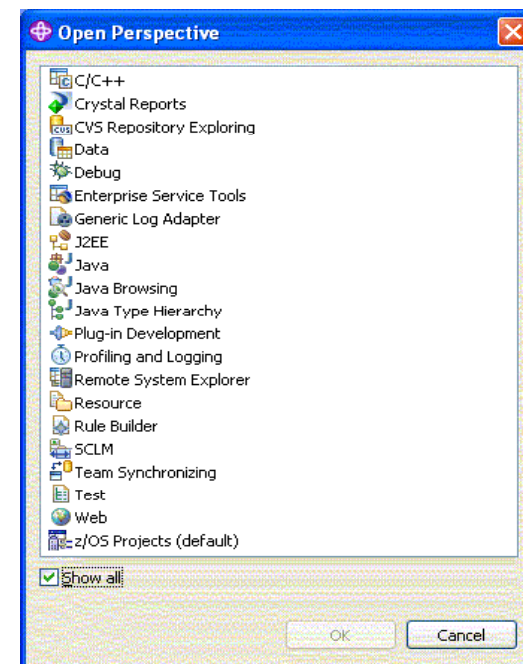 Open Perspective
C/C++
Crystal Reports
CVS Repository Exploring
Data
Debug
Enterprise Service Tools
Generic Log Adapter
J2EE
Java
Java Browsing
Java Type Hierarchy
Plug-in Development
Profiling and Logging
Remote System Explorer
Resource
Rule Builder
SCLM
Team Synchronizing
Test
Web
z/OS Projects (default)
Show all
OK Cancel